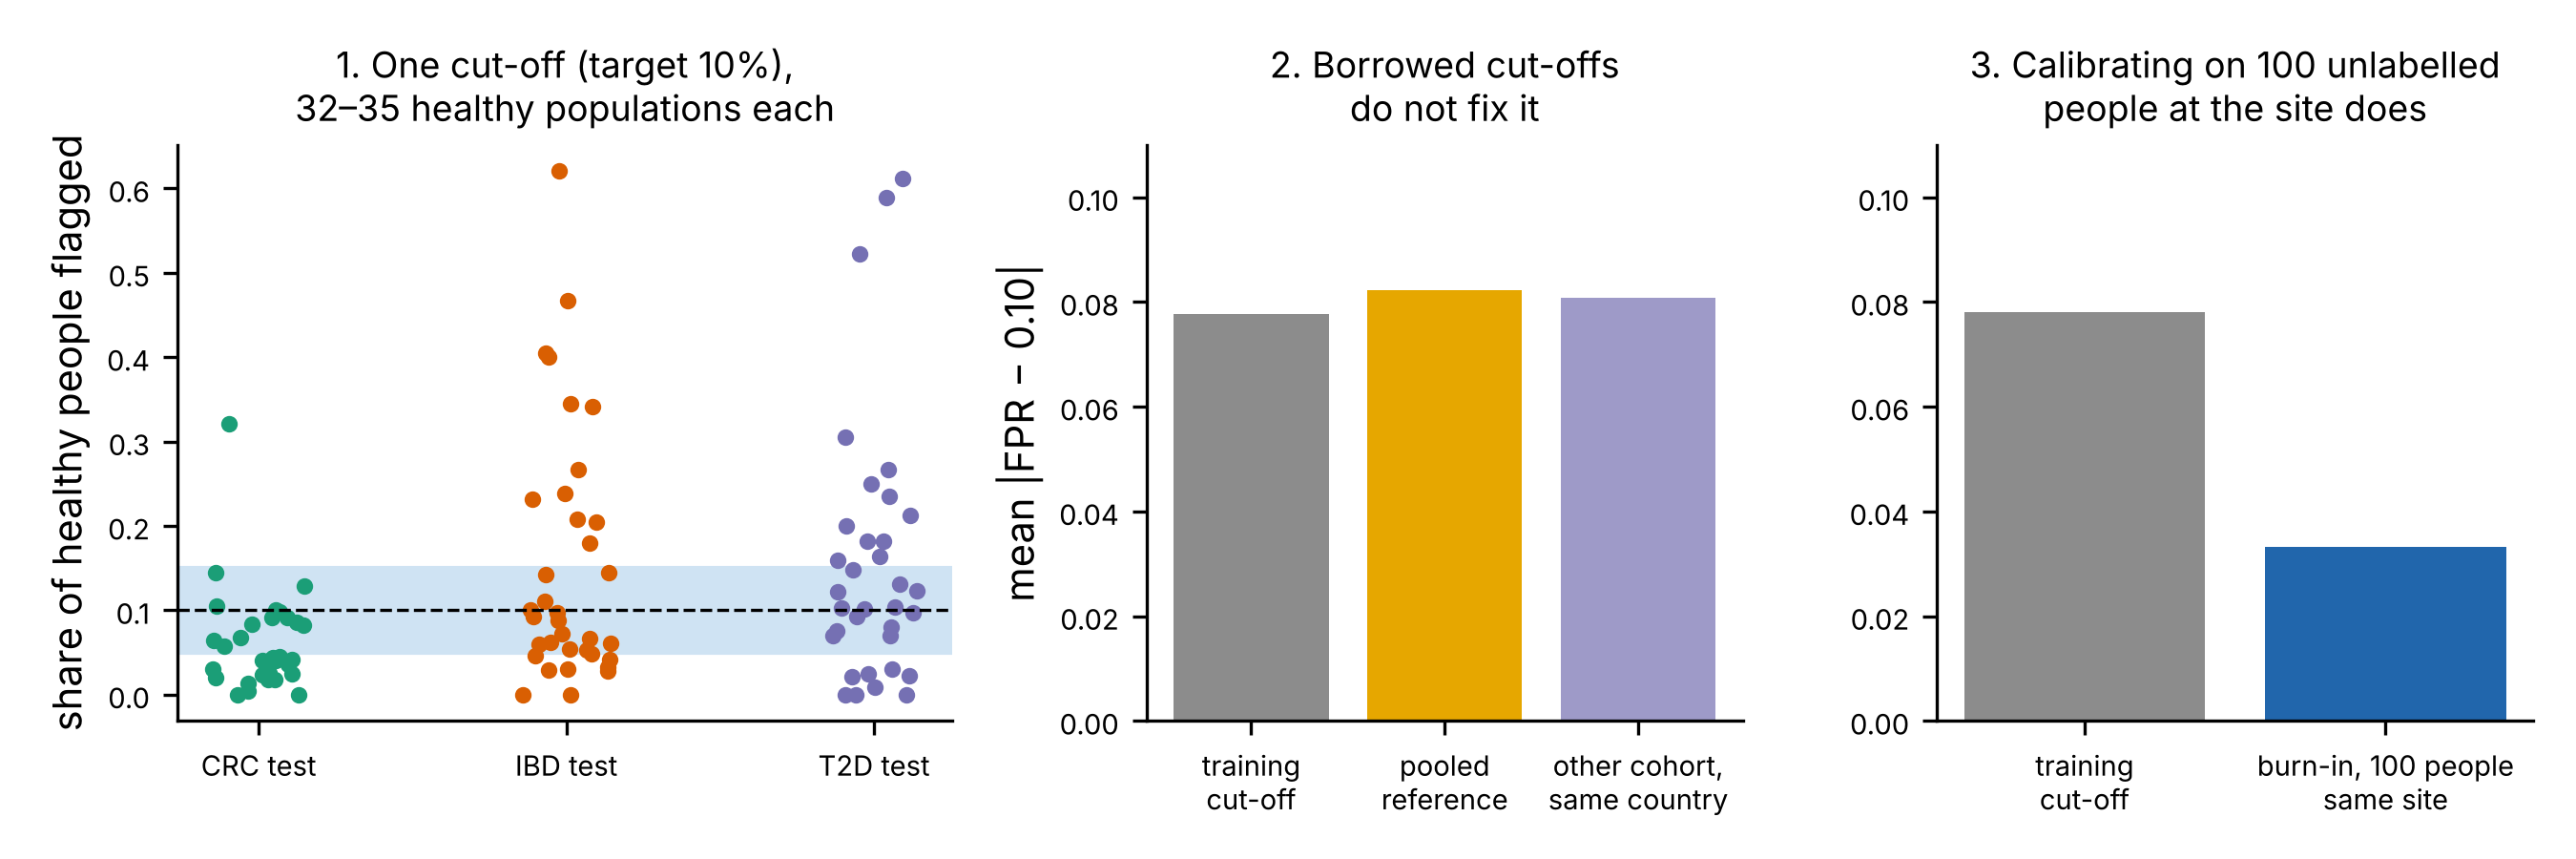 1. One cut-off (target 10%),
32–35 healthy populations each
share of healthy people flagged
0.6
0.5
0.4
0.3
0.2
0.1
0.0
CRC test
IBD test
T2D test
2. Borrowed cut-offs
do not fix it
mean |FPR – 0.10|
0.10
0.08
0.06
0.04
0.02
0.00
training
cut-off
pooled
reference
other cohort,
same country
3. Calibrating on 100 unlabelled
people at the site does
0.10
0.08
0.06
0.04
0.02
0.00
training
cut-off
burn-in, 100 people
same site